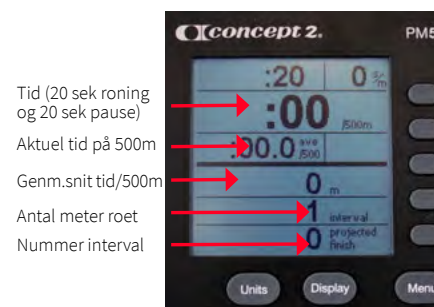 concept 2.
PM5
:20 0 s/m
Tid (20 sek roning
og 20 sek pause)
:00 /500m
Aktuel tid på 500m
:00.0 ave /500
Genm.snit tid/500m
0 m
Antal meter roet
1 interval
Nummer interval
0 projected finish
Units Display Menu